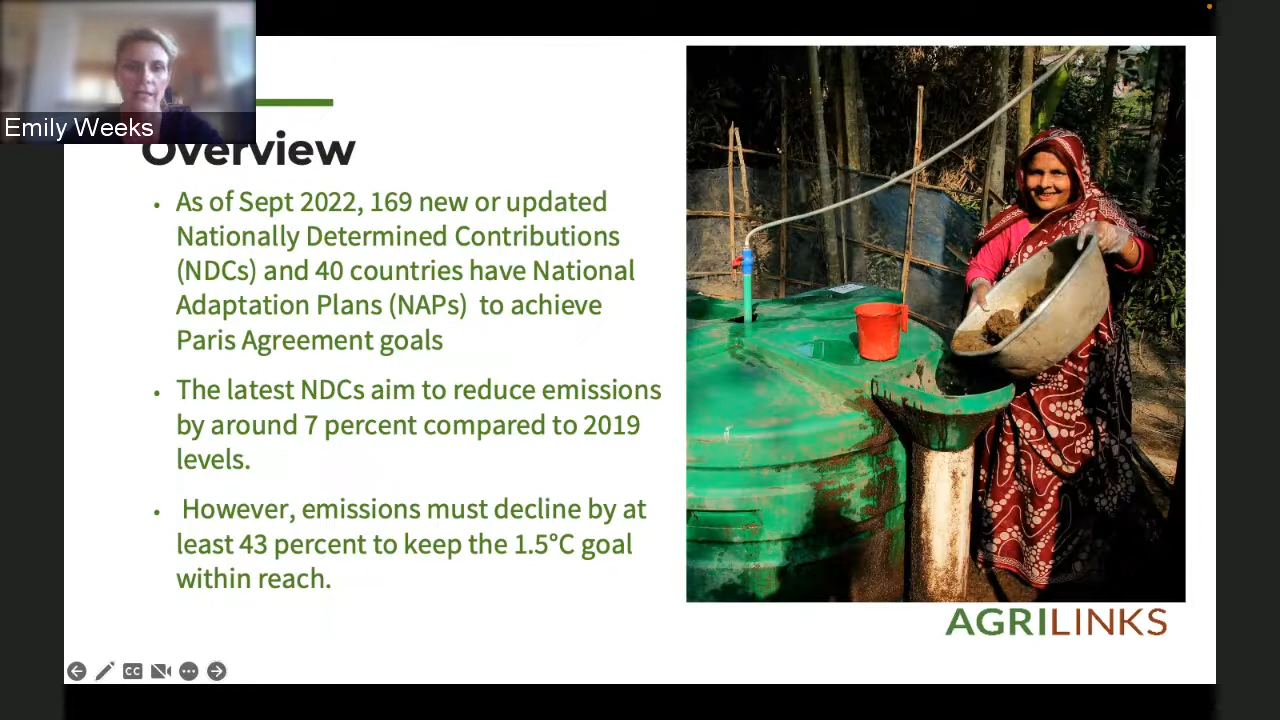 Emily Weeks
Overview
• As of Sept 2022, 169 new or updated
Nationally Determined Contributions
(NDCs) and 40 countries have National
Adaptation Plans (NAPs) to achieve
Paris Agreement goals
• The latest NDCs aim to reduce emissions
by around 7 percent compared to 2019
levels.
• However, emissions must decline by at
least 43 percent to keep the 1.5°C goal
within reach.
AGRILINKS
CC